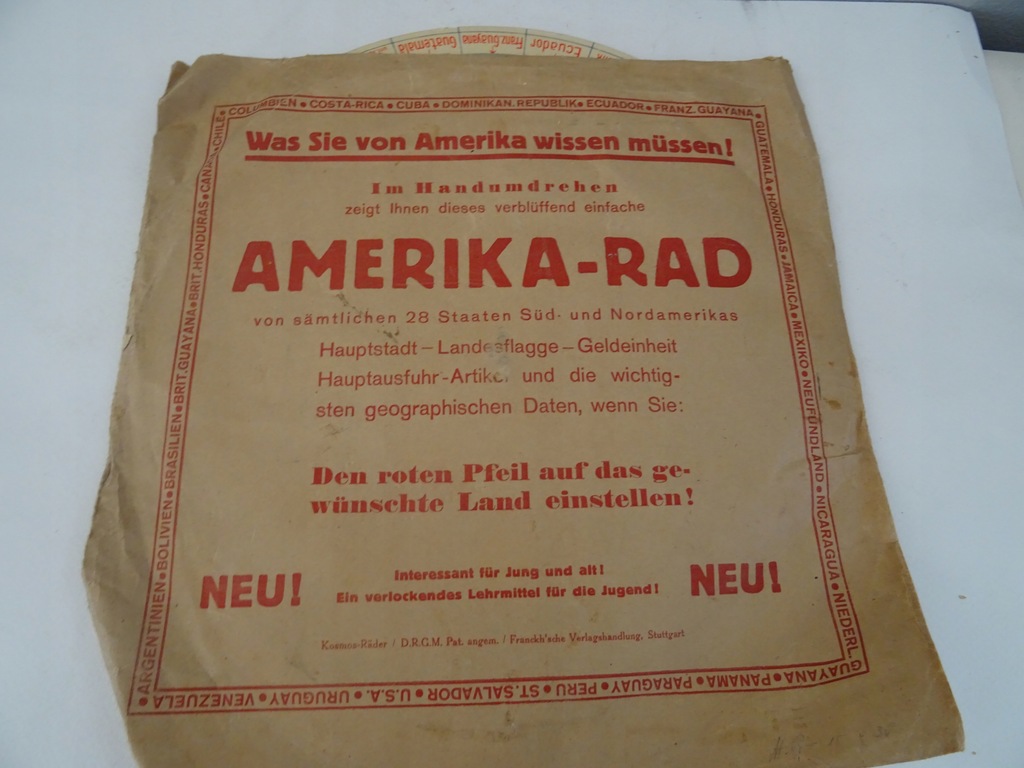 Ecuador Franz.Guayana Guatemala
COLUMBIEN • COSTA-RICA • CUBA • DOMINIKAN. REPUBLIK • ECUADOR • FRANZ. GUAYANA •
GUATEMALA • HONDURAS • JAMAICA • MEXIKO • NEUFUNDLAND • NICARAGUA • NIEDERL.
GUAYANA • PANAMA • PARAGUAY • PERU • ST. SALVADOR • U.S.A. • URUGUAY • VENEZUELA
• ARGENTINIEN • BOLIVIEN • BRASILIEN • BRIT. GUAYANA • BRIT. HONDURAS • CANADA • CHILE
Was Sie von Amerika wissen müssen!
Im Handumdrehen
zeigt Ihnen dieses verblüffend einfache
AMERIKA-RAD
von sämtlichen 28 Staaten Süd- und Nordamerikas
Hauptstadt – Landesflagge – Geldeinheit
Hauptausfuhr-Artikel und die wichtig-
sten geographischen Daten, wenn Sie:
Den roten Pfeil auf das ge-
wünschte Land einstellen!
NEU!
Interessant für Jung und alt!
Ein verlockendes Lehrmittel für die Jugend!
NEU!
Kosmos-Räder / D.R.G.M. Pat. angem. / Franckh'sche Verlagshandlung, Stuttgart